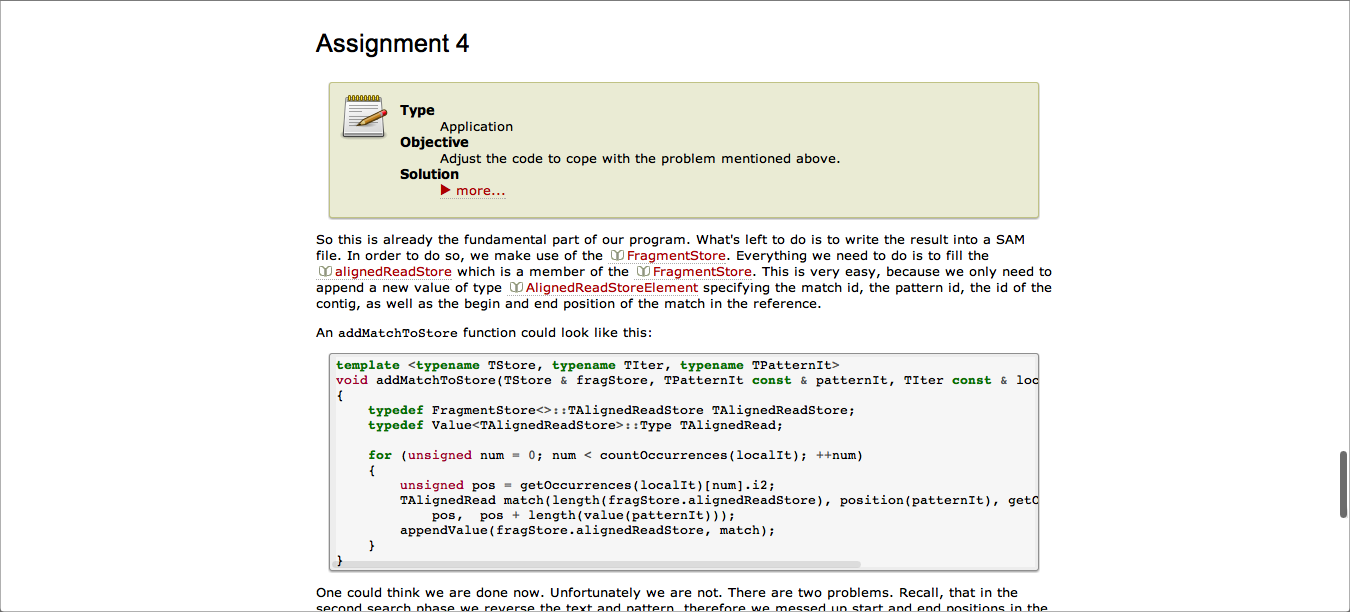 Assignment 4
Type
Application
Objective
Adjust the code to cope with the problem mentioned above.
Solution
more...
So this is already the fundamental part of our program. What's left to do is to write the result into a SAM
file. In order to do so, we make use of the FragmentStore. Everything we need to do is to fill the
alignedReadStore which is a member of the FragmentStore. This is very easy, because we only need to
append a new value of type AlignedReadStoreElement specifying the match id, the pattern id, the id of the
contig, as well as the begin and end position of the match in the reference.
An addMatchToStore function could look like this:
template <typename TStore, typename TIter, typename TPatternIt>
void addMatchToStore(TStore & fragStore, TPatternIt const & patternIt, TIter const & loc
{
    typedef FragmentStore<>::TAlignedReadStore TAlignedReadStore;
    typedef Value<TAlignedReadStore>::Type TAlignedRead;
    for (unsigned num = 0; num < countOccurrences(localIt); ++num)
    {
        unsigned pos = getOccurrences(localIt)[num].i2;
        TAlignedRead match(length(fragStore.alignedReadStore), position(patternIt), getO
            pos,  pos + length(value(patternIt)));
        appendValue(fragStore.alignedReadStore, match);
    }
}
One could think we are done now. Unfortunately we are not. There are two problems. Recall, that in the
second search phase we reverse the text and pattern, therefore we messed up start and end positions in the